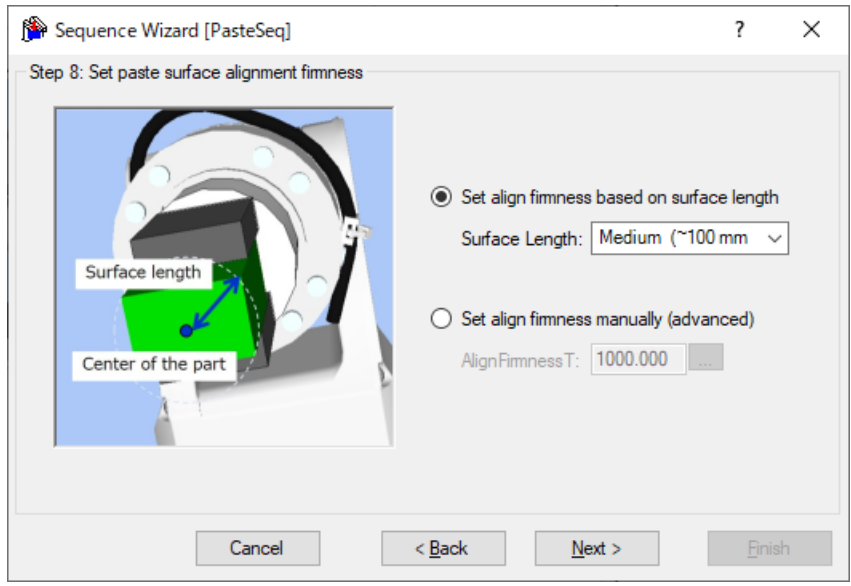 Sequence Wizard [PasteSeq]
?
Step 8: Set paste surface alignment firmness
Surface length
Center of the part
Set align firmness based on surface length
Surface Length: Medium (~100 mm
Set align firmness manually (advanced)
AlignFirmnessT: 1000.000 ...
Cancel < Back Next > Finish